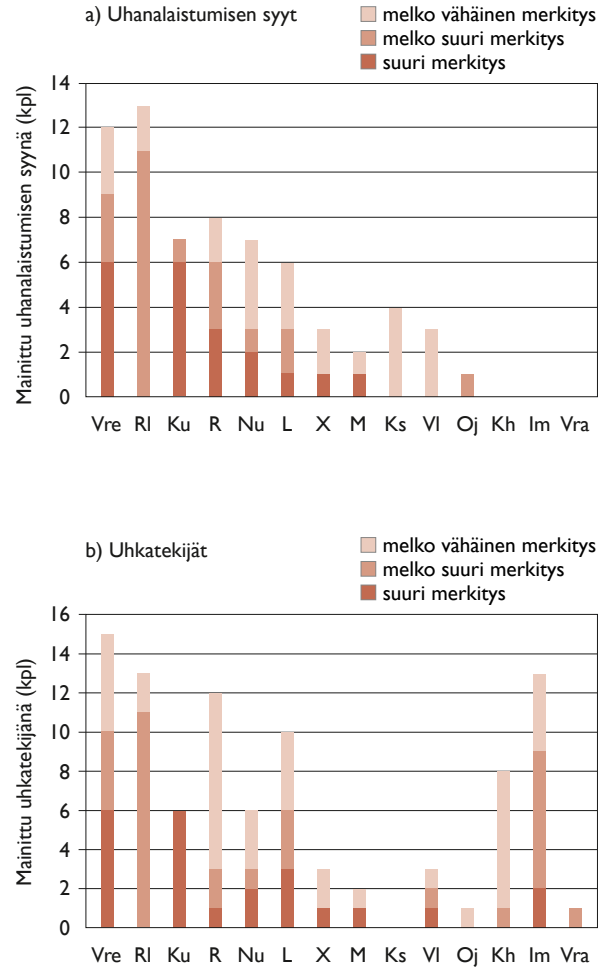 a) Uhanalaistumisen syyt
melko vähäinen merkitys
melko suuri merkitys
suuri merkitys
Mainittu uhanalaistumisen syynä (kpl)
14
12
10
8
6
4
2
0
Vre Rl Ku R Nu L X M Ks Vl Oj Kh Im Vra
b) Uhkatekijät
melko vähäinen merkitys
melko suuri merkitys
suuri merkitys
Mainittu uhkatekijänä (kpl)
16
14
12
10
8
6
4
2
0
Vre Rl Ku R Nu L X M Ks Vl Oj Kh Im Vra